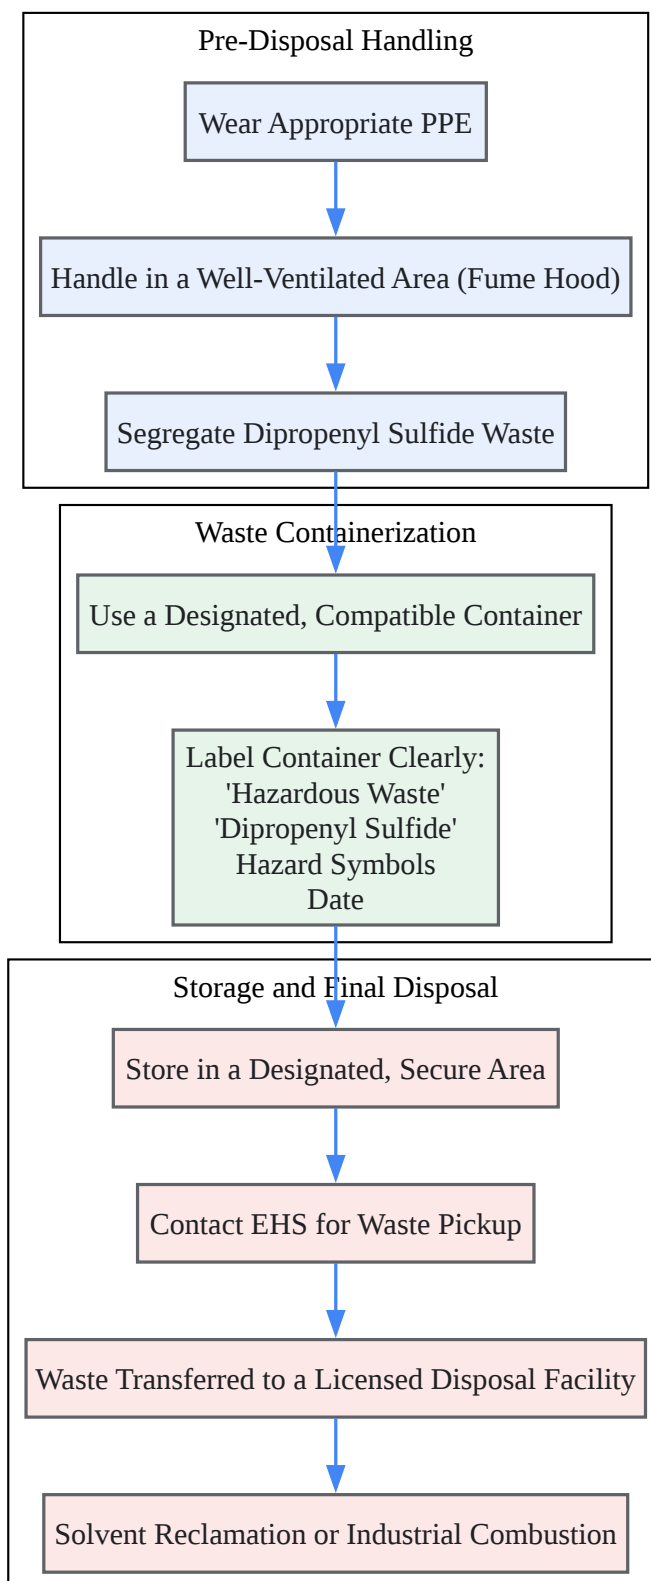 Pre-Disposal Handling
Wear Appropriate PPE
Handle in a Well-Ventilated Area (Fume Hood)
Segregate Dipropenyl Sulfide Waste
Waste Containerization
Use a Designated, Compatible Container
Label Container Clearly:
'Hazardous Waste'
'Dipropenyl Sulfide'
Hazard Symbols
Date
Storage and Final Disposal
Store in a Designated, Secure Area
Contact EHS for Waste Pickup
Waste Transferred to a Licensed Disposal Facility
Solvent Reclamation or Industrial Combustion